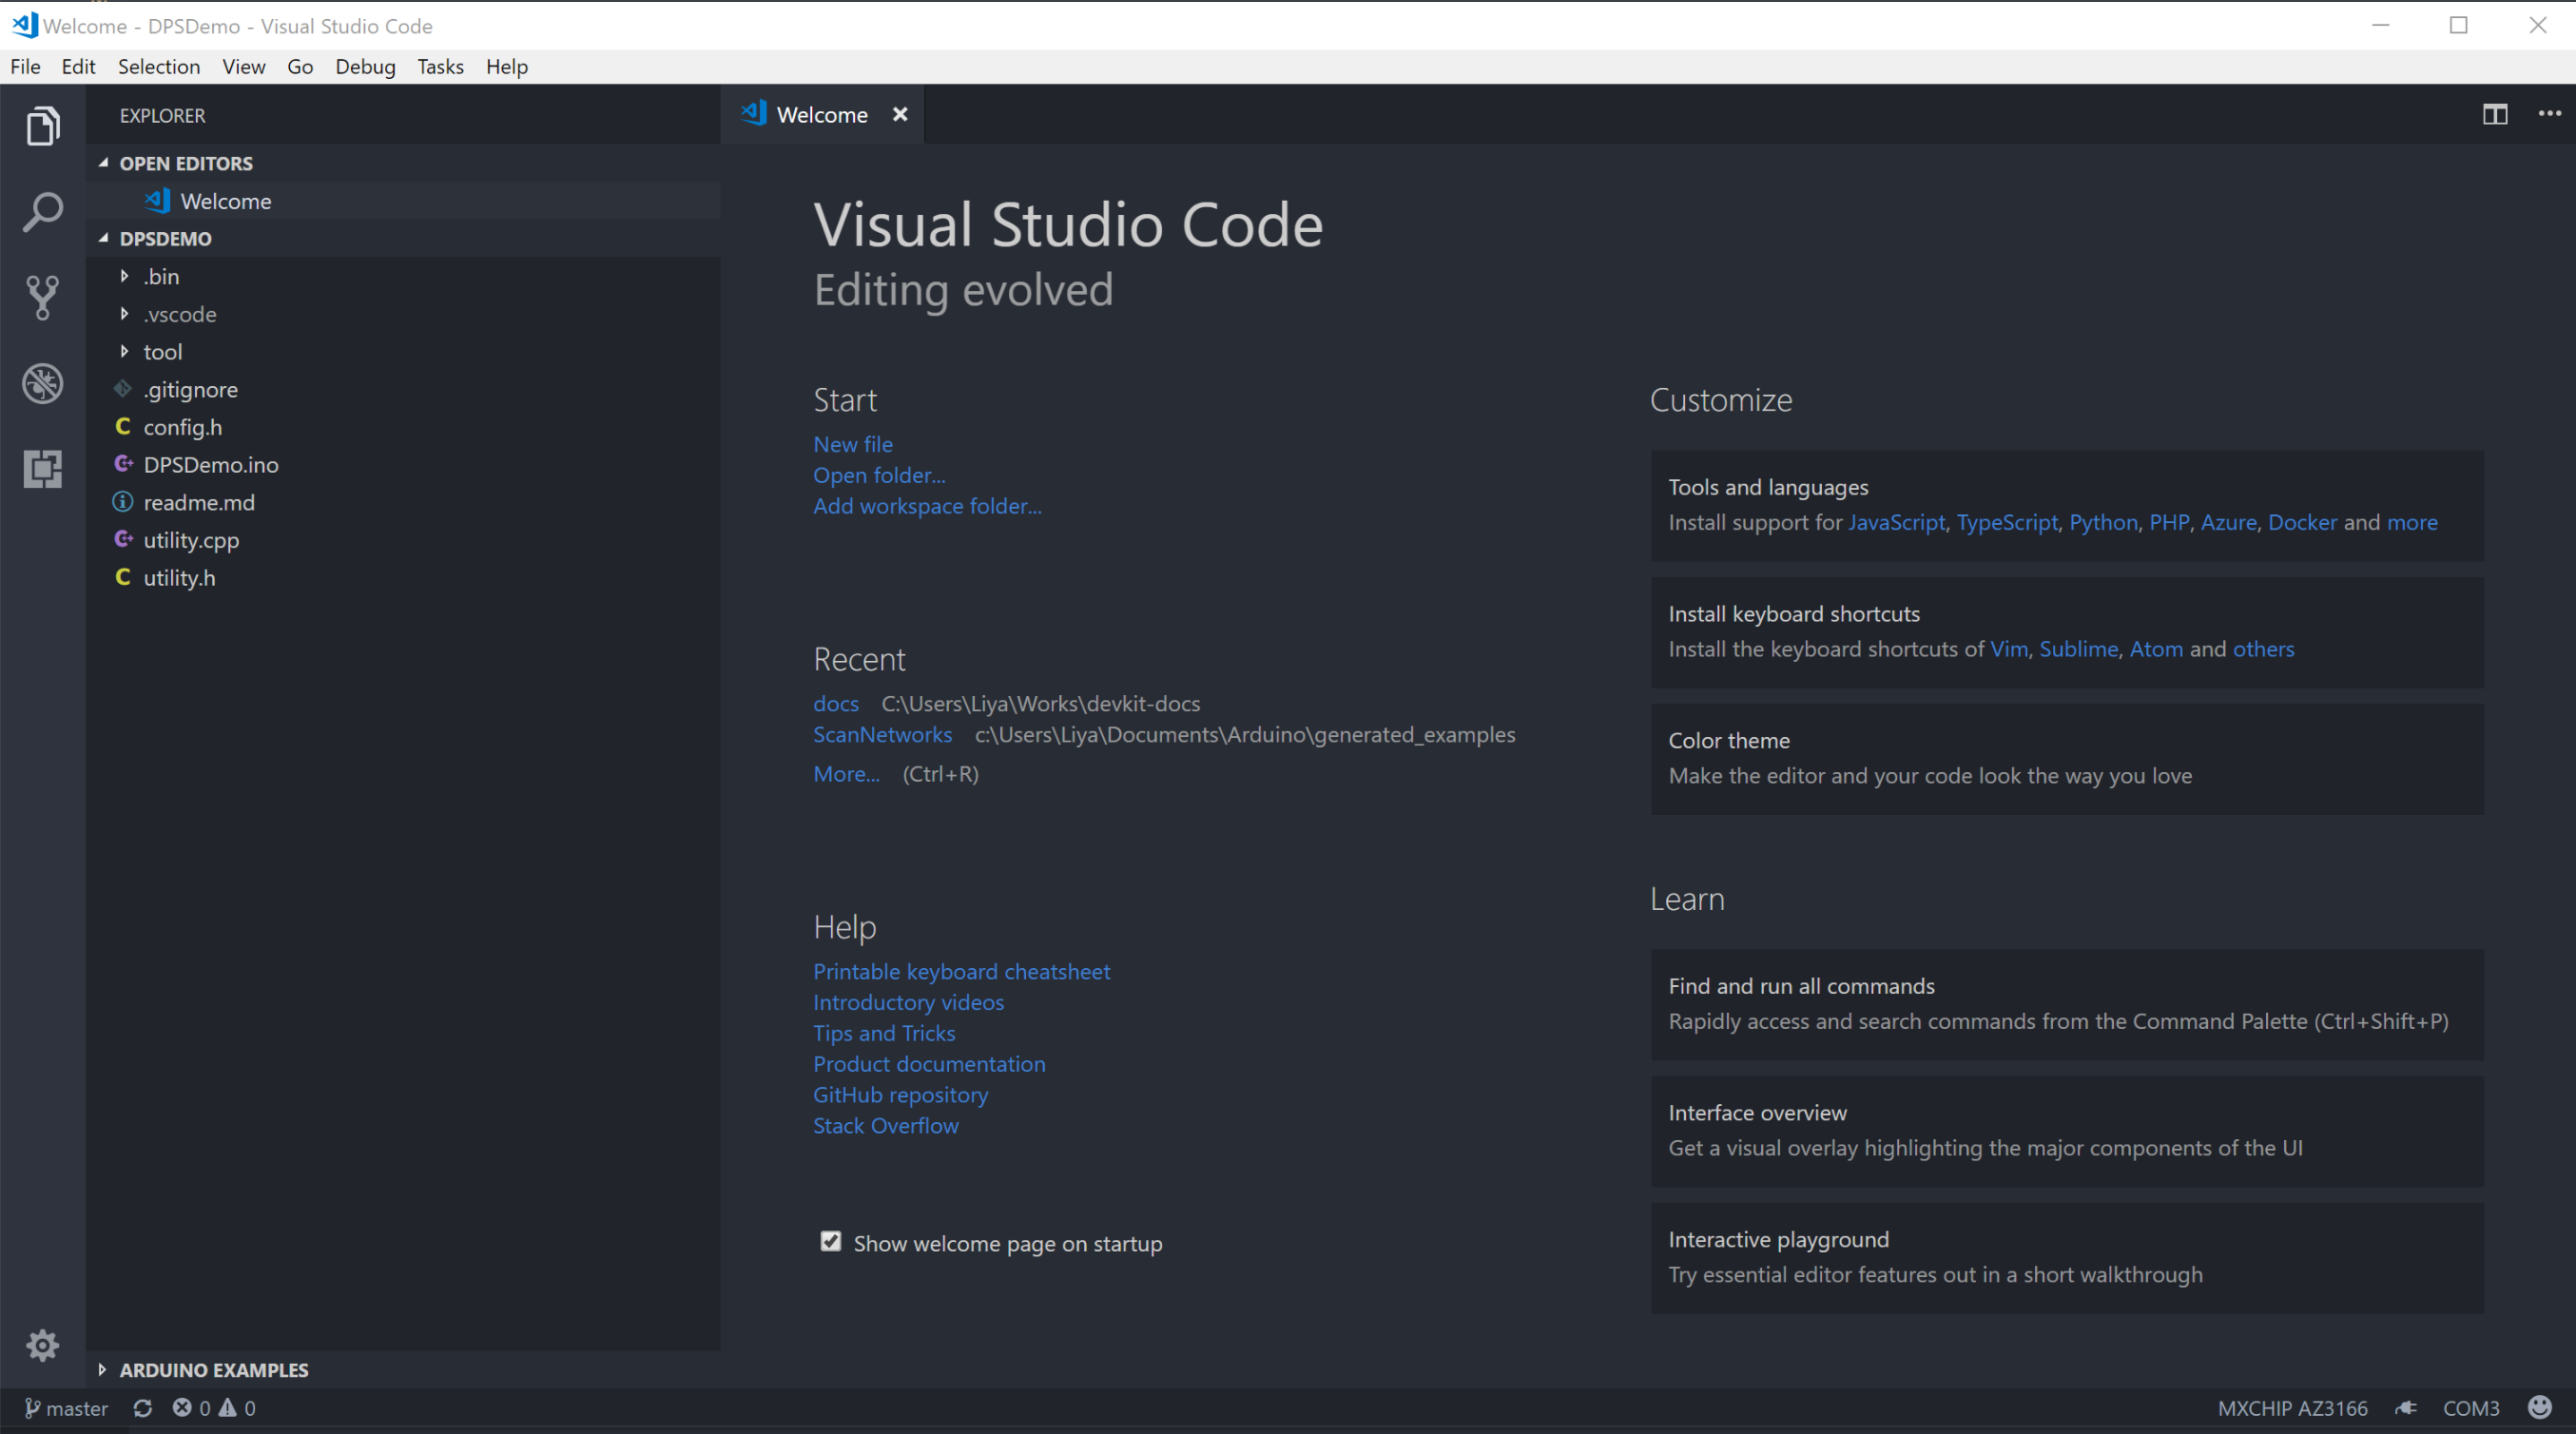 Welcome - DPSDemo - Visual Studio Code
File Edit Selection View Go Debug Tasks Help
EXPLORER
OPEN EDITORS
Welcome
DPSDEMO
.bin
.vscode
tool
.gitignore
config.h
DPSDemo.ino
readme.md
utility.cpp
utility.h
ARDUINO EXAMPLES
Welcome
Visual Studio Code
Editing evolved
Start
New file
Open folder...
Add workspace folder...
Recent
docs C:\Users\Liya\Works\devkit-docs
ScanNetworks c:\Users\Liya\Documents\Arduino\generated_examples
More... (Ctrl+R)
Help
Printable keyboard cheatsheet
Introductory videos
Tips and Tricks
Product documentation
GitHub repository
Stack Overflow
Show welcome page on startup
Customize
Tools and languages
Install support for JavaScript, TypeScript, Python, PHP, Azure, Docker and more
Install keyboard shortcuts
Install the keyboard shortcuts of Vim, Sublime, Atom and others
Color theme
Make the editor and your code look the way you love
Learn
Find and run all commands
Rapidly access and search commands from the Command Palette (Ctrl+Shift+P)
Interface overview
Get a visual overlay highlighting the major components of the UI
Interactive playground
Try essential editor features out in a short walkthrough
master 0 0 MXCHIP AZ3166 COM3